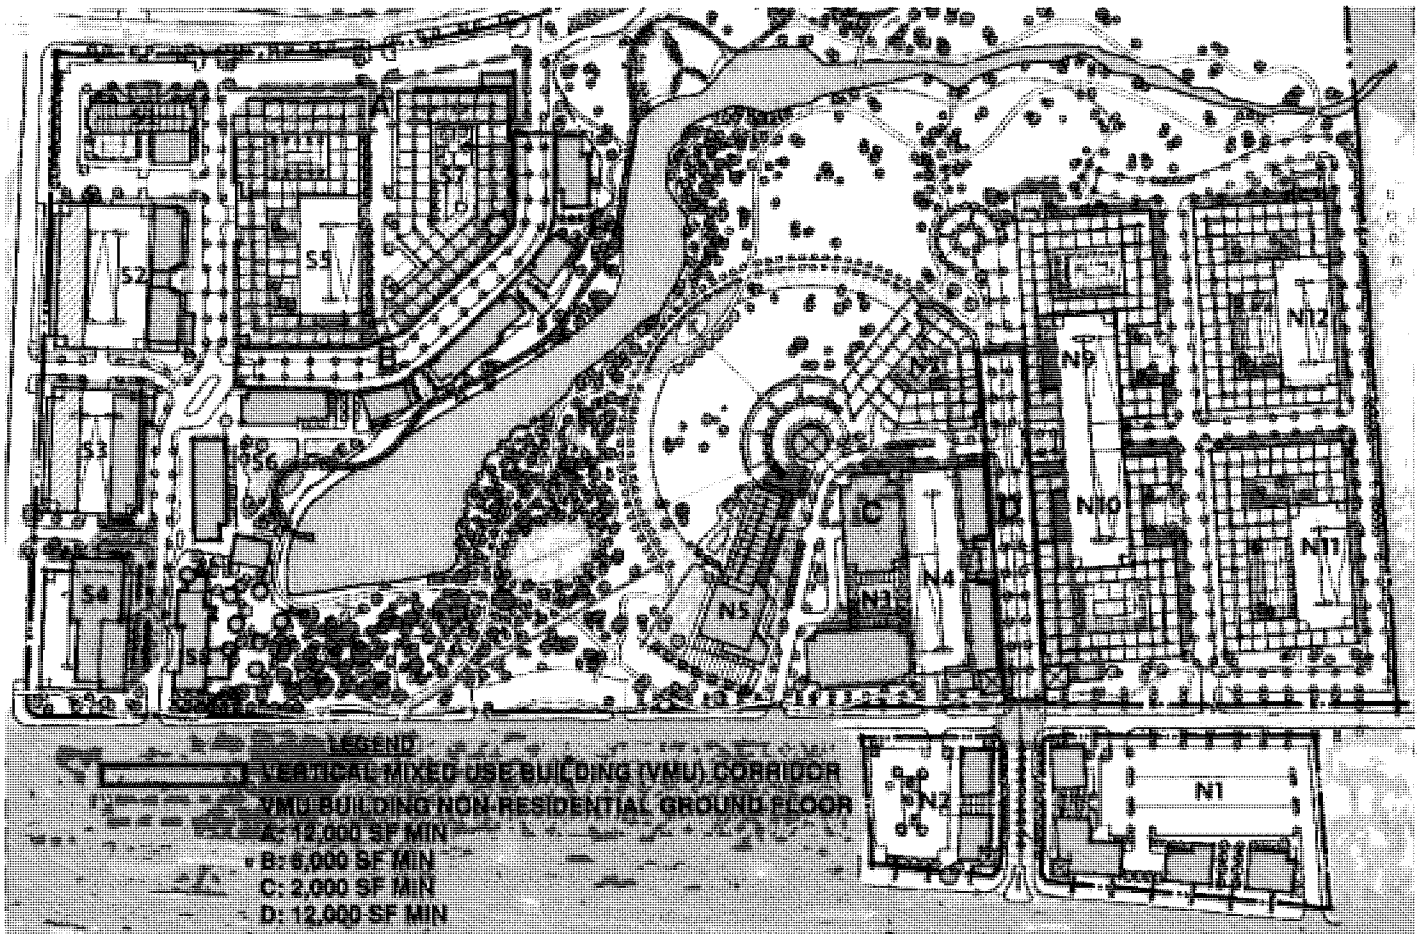 S1
A
S7
S2
S5
B
S3
S6
S4
S8
N12
N9
N10
N11
D
C
N4
N3
N5
LEGEND
VERTICAL MIXED USE BUILDING (VMU) CORRIDOR
VMU BUILDING NON-RESIDENTIAL GROUND FLOOR
A: 12,000 SF MIN
B: 6,000 SF MIN
C: 2,000 SF MIN
D: 12,000 SF MIN
N2
N1